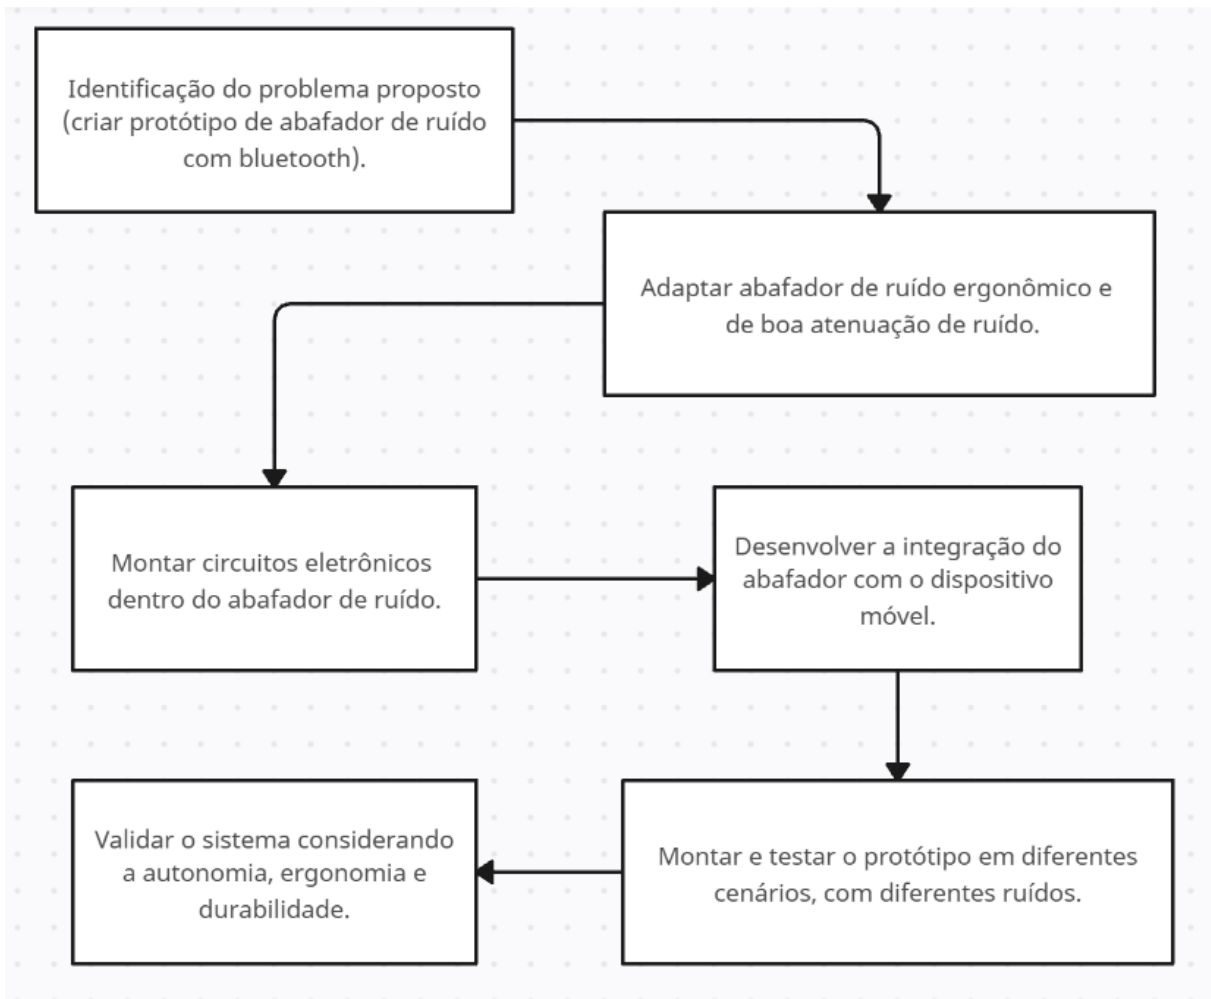 Identificação do problema proposto
(criar protótipo de abafador de ruído
com bluetooth).
Adaptar abafador de ruído ergonômico e
de boa atenuação de ruído.
Montar circuitos eletrônicos
dentro do abafador de ruído.
Desenvolver a integração do
abafador com o dispositivo
móvel.
Montar e testar o protótipo em diferentes
cenários, com diferentes ruídos.
Validar o sistema considerando
a autonomia, ergonomia e
durabilidade.